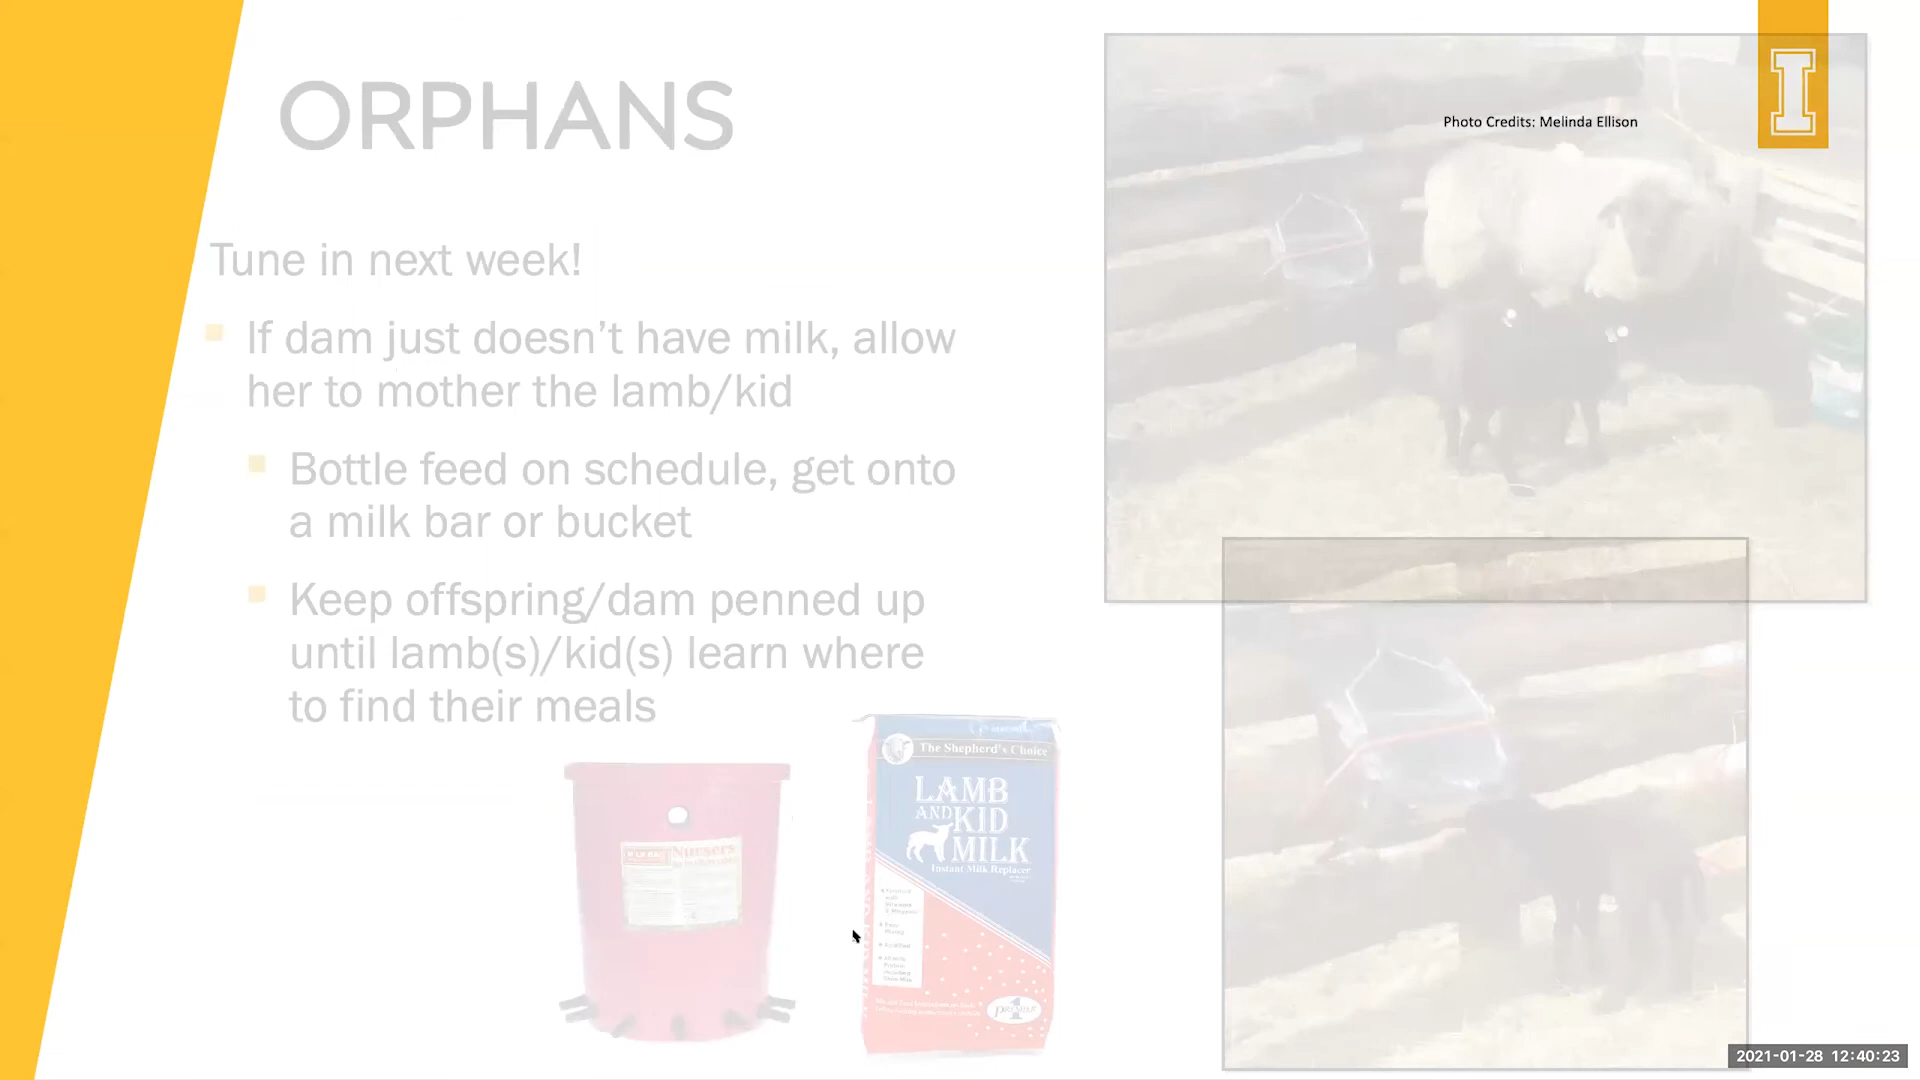 ORPHANS
Photo Credits: Melinda Ellison
I
Tune in next week!
If dam just doesn’t have milk, allow
her to mother the lamb/kid
Bottle feed on schedule, get onto
a milk bar or bucket
Keep offspring/dam penned up
until lamb(s)/kid(s) learn where
to find their meals
The Shepherd's Choice
LAMB
AND KID
MILK
Instant Milk Replacer
PREMIER 1
Nursers
2021-01-28 12:40:23